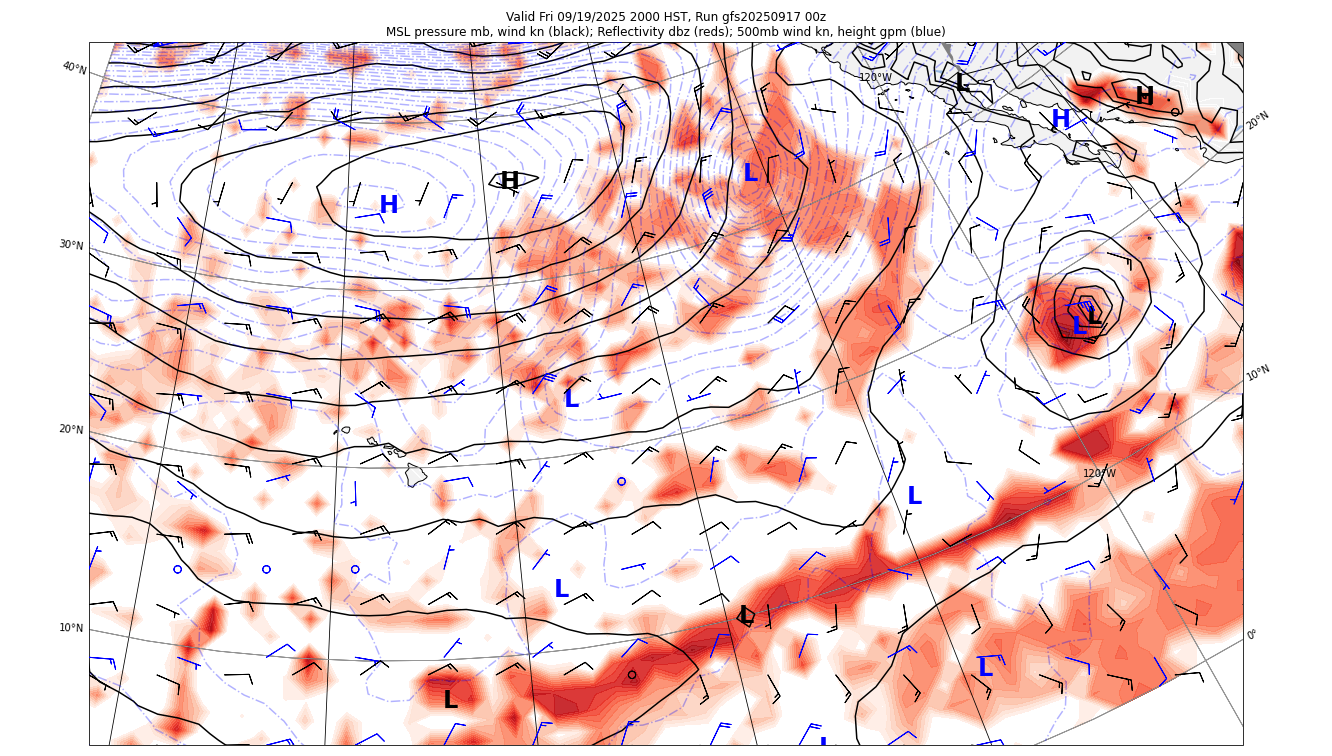 Valid Fri 09/19/2025 2000 HST, Run gfs20250917 00z
MSL pressure mb, wind kn (black); Reflectivity dbz (reds); 500mb wind kn, height gpm (blue)
40°N
120°W
L
H
H
20°N
L
H
H
30°N
L
L
10°N
L
20°N
120°W
L
L
10°N
L
0°
L
L
L